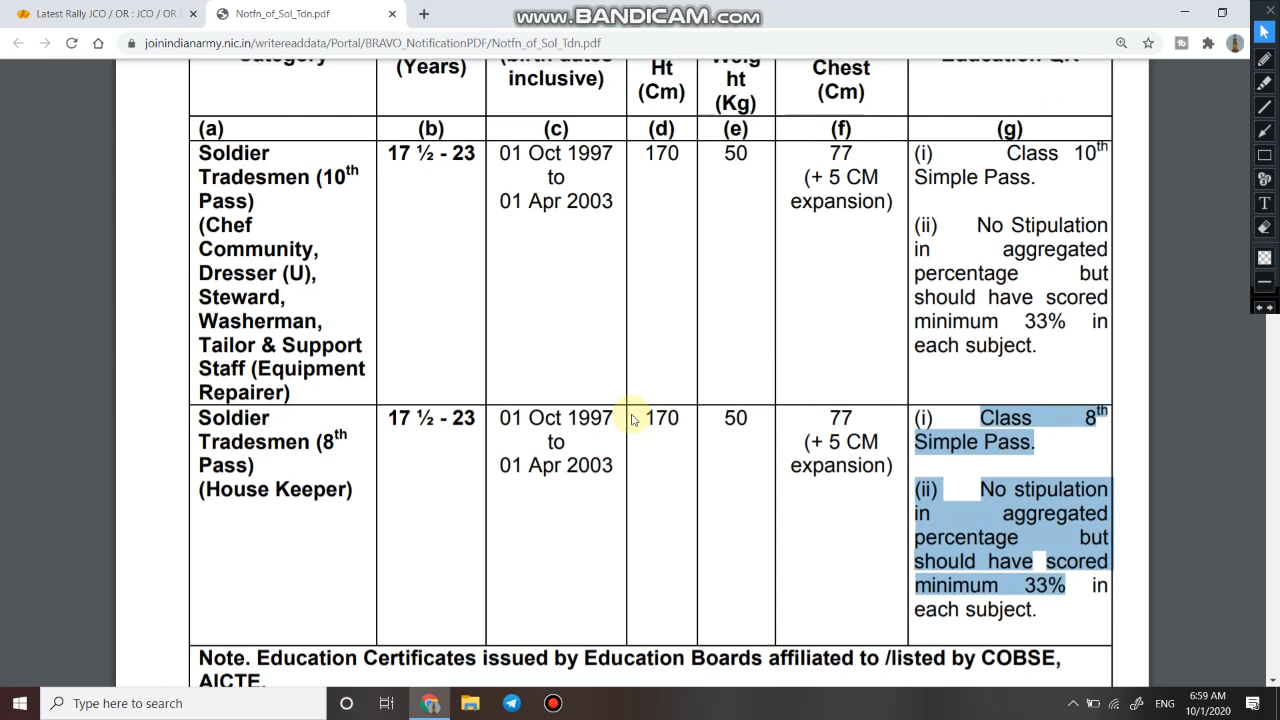 Latest Rally JCO / OR : JCO / OR
Notfn_of_Sol_Tdn.pdf
www.BANDICAM.com
joinindianarmy.nic.in/writereaddata/Portal/BRAVO_NotificationPDF/Notfn_of_Sol_Tdn.pdf
Category
(Years)
(birth dates
inclusive)
Ht
(Cm)
Weig
ht
(Kg)
Chest
(Cm)
Education QR
(a)
(b)
(c)
(d)
(e)
(f)
(g)
Soldier
Tradesmen (10th
Pass)
(Chef
Community,
Dresser (U),
Steward,
Washerman,
Tailor & Support
Staff (Equipment
Repairer)
17 ½ - 23
01 Oct 1997
to
01 Apr 2003
170
50
77
(+ 5 CM
expansion)
(i) Class 10th
Simple Pass.
(ii) No Stipulation
in aggregated
percentage but
should have scored
minimum 33% in
each subject.
Soldier
Tradesmen (8th
Pass)
(House Keeper)
17 ½ - 23
01 Oct 1997
to
01 Apr 2003
170
50
77
(+ 5 CM
expansion)
(i) Class 8th
Simple Pass.
(ii) No stipulation
in aggregated
percentage but
should have scored
minimum 33% in
each subject.
Note. Education Certificates issued by Education Boards affiliated to /listed by COBSE,
AICTE.
Type here to search
ENG
6:59 AM
10/1/2020